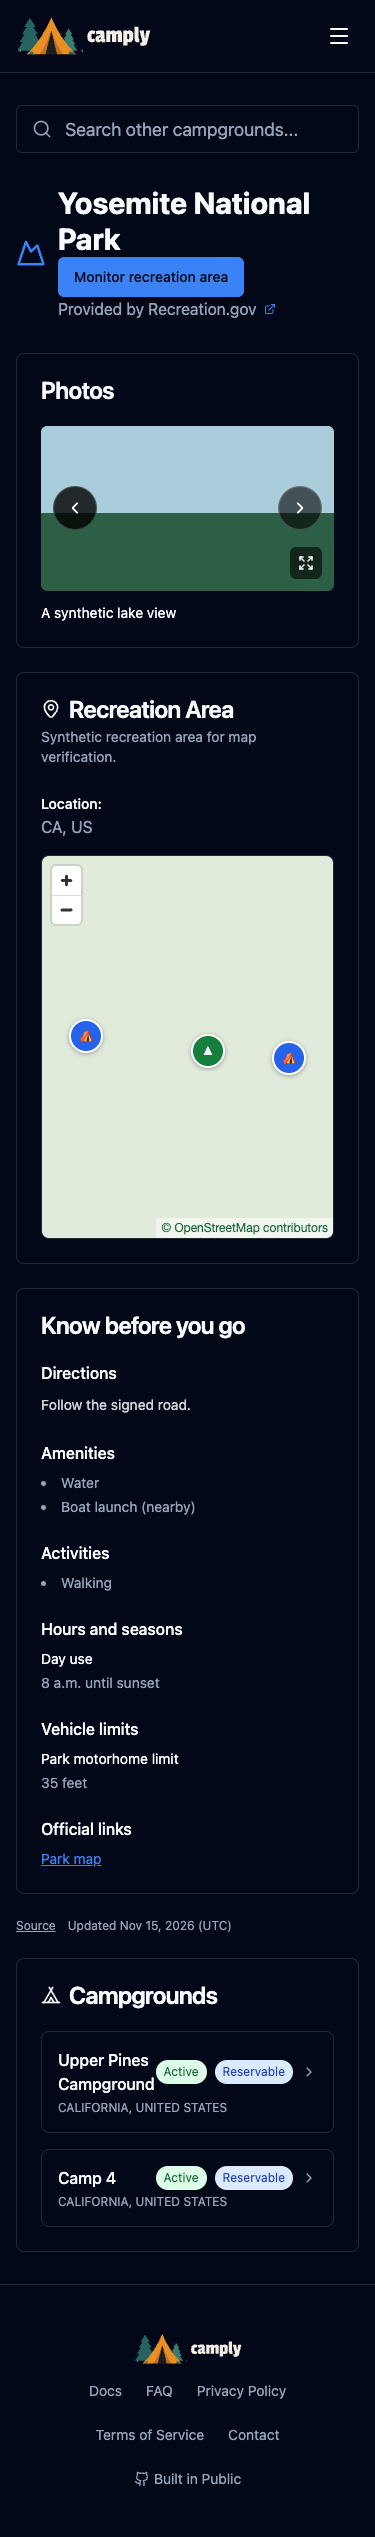 camply
Search other campgrounds...
Yosemite National
Park
Monitor recreation area
Provided by Recreation.gov
Photos
A synthetic lake view
Recreation Area
Synthetic recreation area for map
verification.
Location:
CA, US
+
−
© OpenStreetMap contributors
Know before you go
Directions
Follow the signed road.
Amenities
• Water
• Boat launch (nearby)
Activities
• Walking
Hours and seasons
Day use
8 a.m. until sunset
Vehicle limits
Park motorhome limit
35 feet
Official links
Park map
Source Updated Nov 15, 2026 (UTC)
Campgrounds
Upper Pines
Campground
Active Reservable
CALIFORNIA, UNITED STATES
Camp 4 Active Reservable
CALIFORNIA, UNITED STATES
camply
Docs FAQ Privacy Policy
Terms of Service Contact
Built in Public